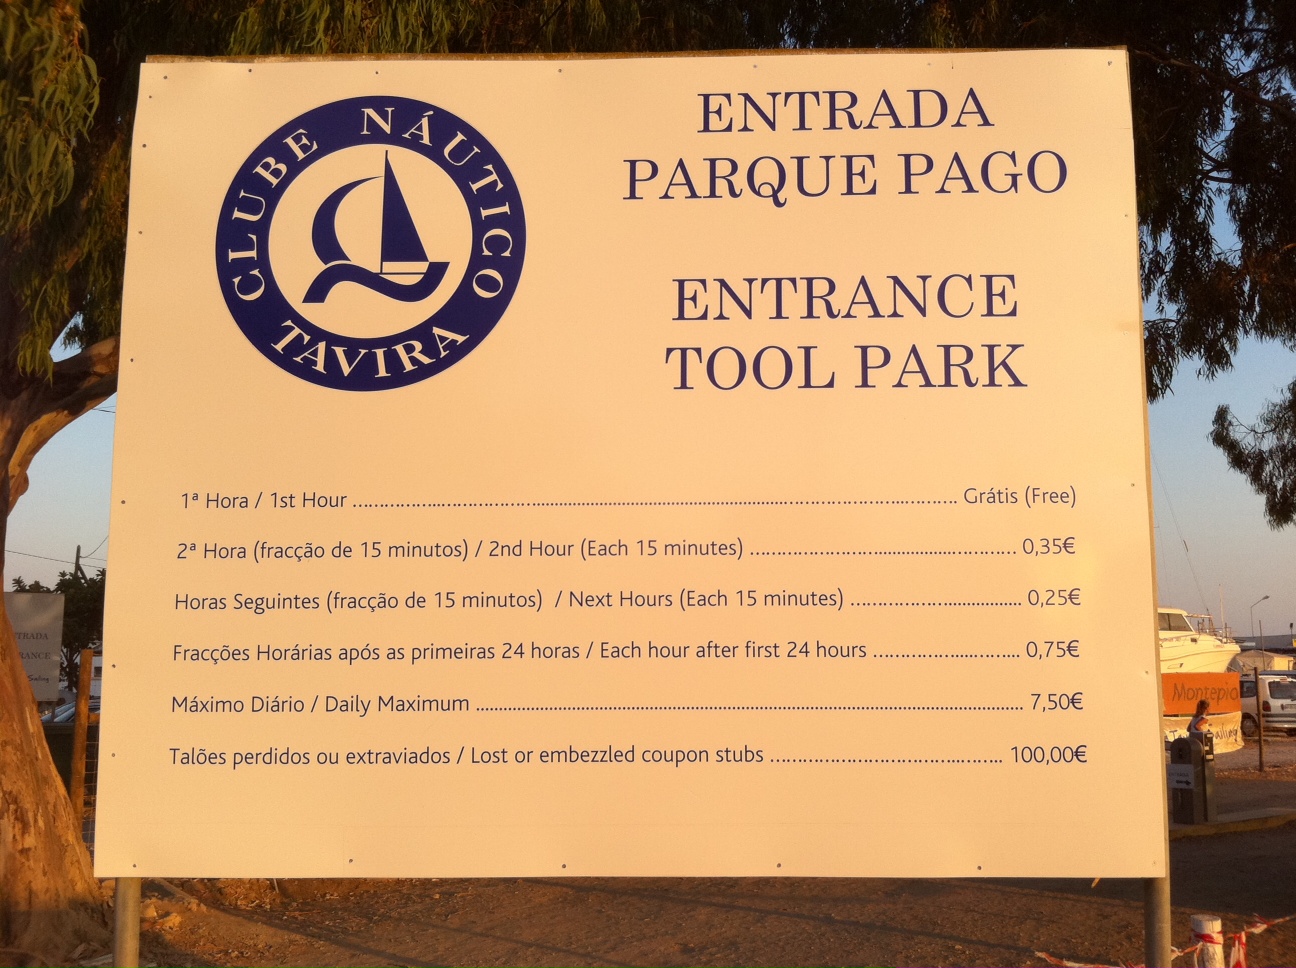 CLUBE NÁUTICO
TAVIRA
ENTRADA
PARQUE PAGO
ENTRANCE
TOOL PARK
1ª Hora / 1st Hour ........................................ Grátis (Free)
2ª Hora (fracção de 15 minutos) / 2nd Hour (Each 15 minutes) .................... 0,35€
Horas Seguintes (fracção de 15 minutos) / Next Hours (Each 15 minutes) .................... 0,25€
Fracções Horárias após as primeiras 24 horas / Each hour after first 24 hours .................... 0,75€
Máximo Diário / Daily Maximum ........................................ 7,50€
Talões perdidos ou extraviados / Lost or embezzled coupon stubs .................... 100,00€
Montepio